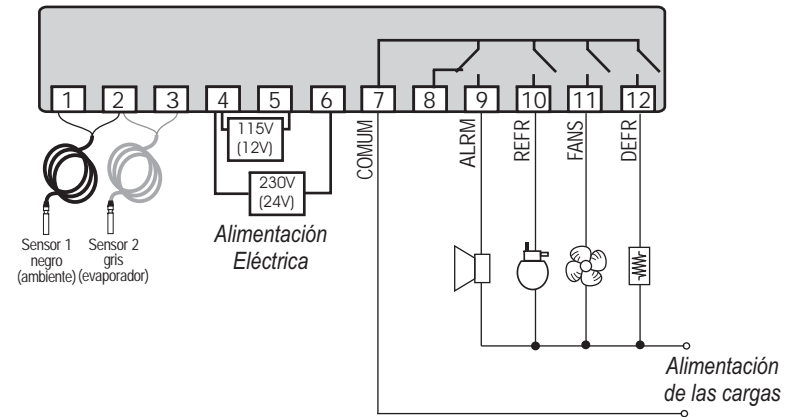 1 2 3 4 5 6 7 8 9 10 11 12
115V
(12V)
230V
(24V)
Alimentación
Eléctrica
COMUM
ALRM
REFR
FANS
DEFR
Sensor 1
negro
(ambiente)
Sensor 2
gris
(evaporador)
Alimentación
de las cargas